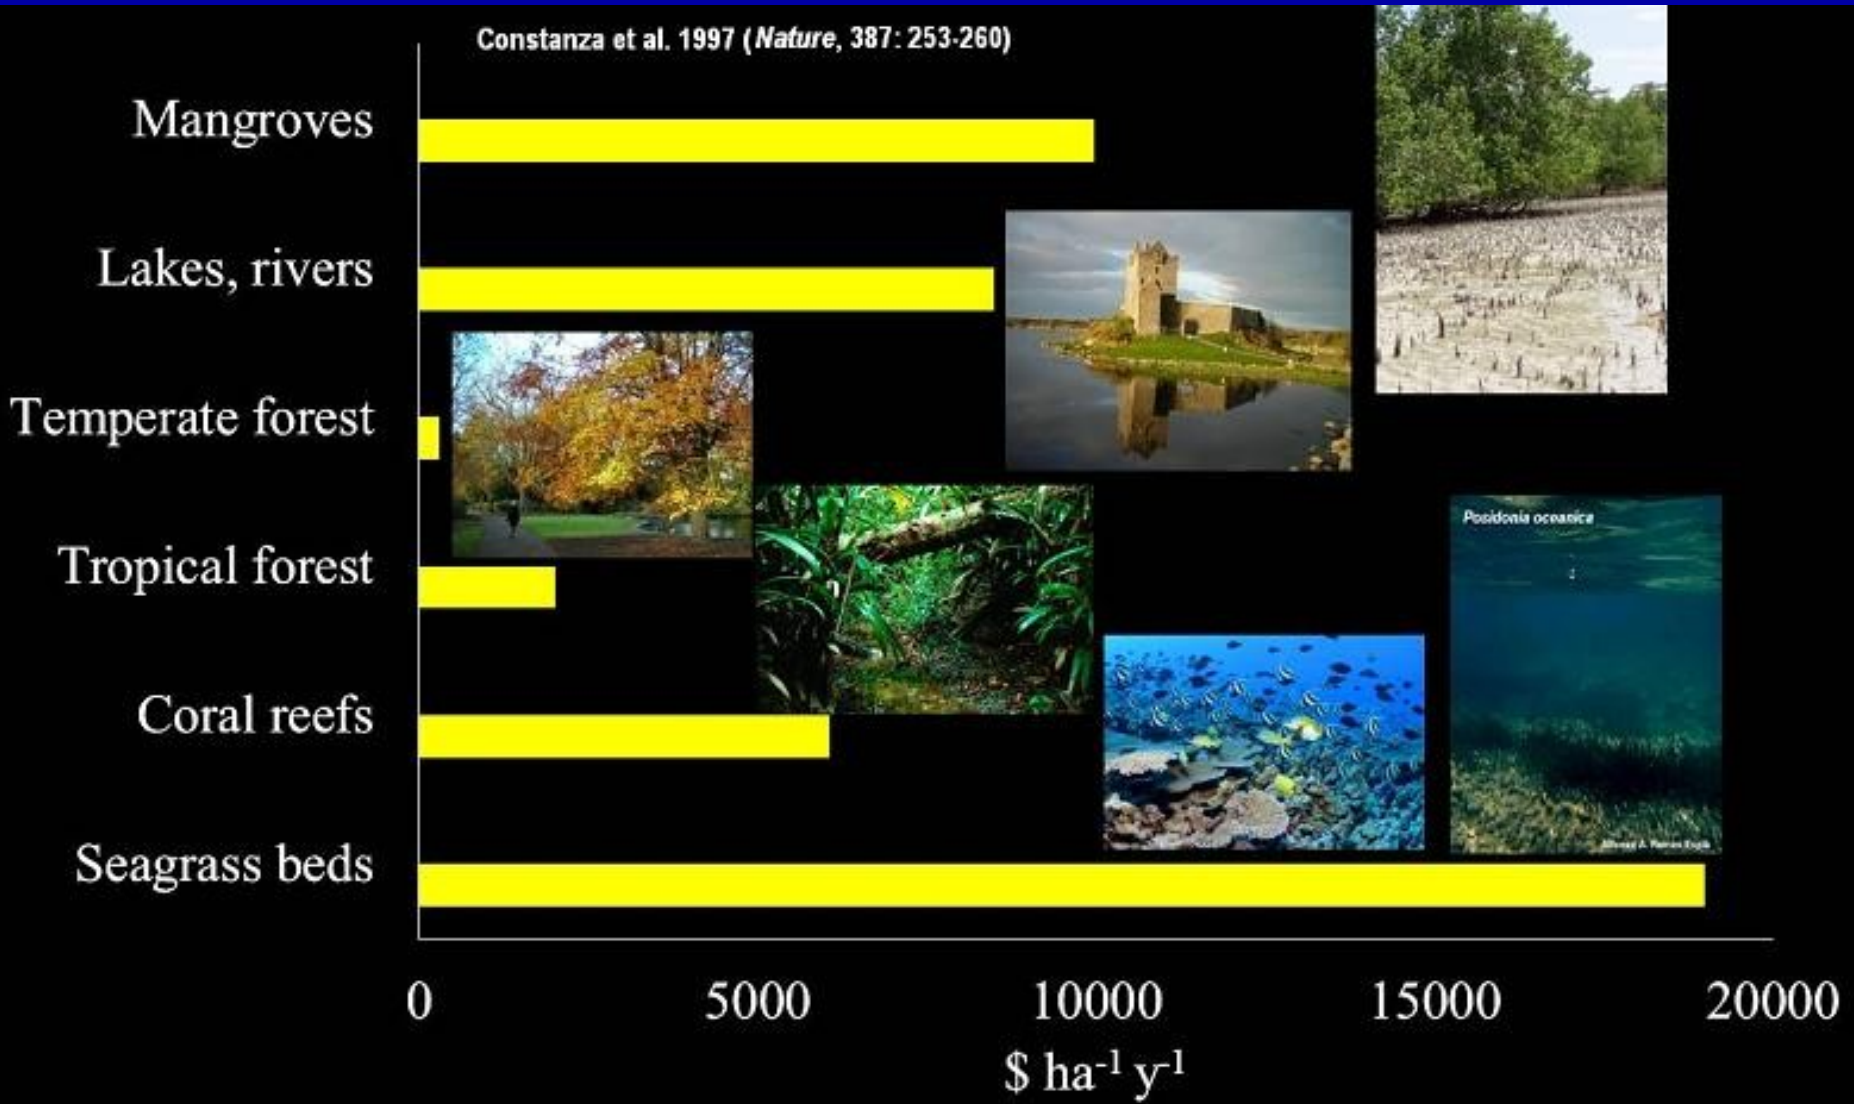 Constanza et al. 1997 (Nature, 387: 253-260)
Mangroves
Lakes, rivers
Temperate forest
Tropical forest
Coral reefs
Seagrass beds
Posidonia oceanica
0 5000 10000 15000 20000
$ ha⁻¹ y⁻¹